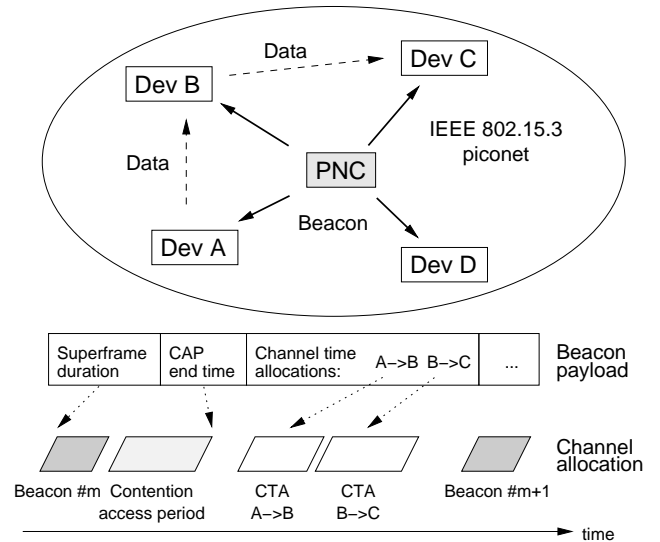 Data
Dev B
Dev C
IEEE 802.15.3
piconet
Data
PNC
Beacon
Dev A
Dev D
Superframe
duration
CAP
end time
Channel time
allocations:
A->B B->C
...
Beacon
payload
Channel
allocation
Beacon #m
Contention
access period
CTA
A->B
CTA
B->C
Beacon #m+1
time